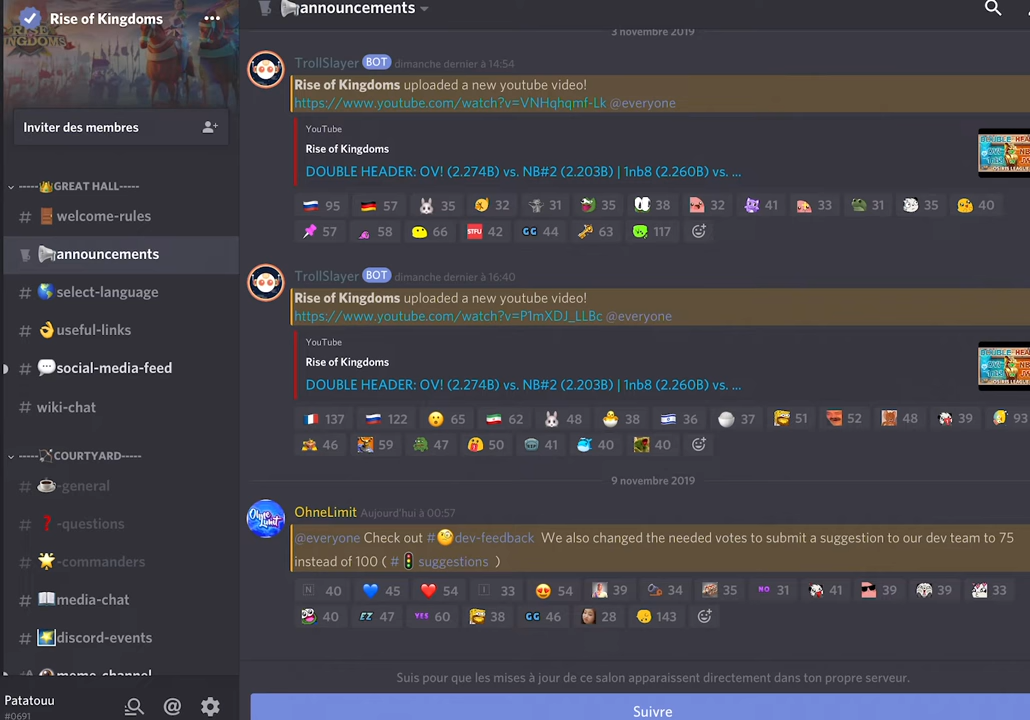 Rise of Kingdoms
RISE OF
KINGDOMS
Inviter des membres
-----👑GREAT HALL-----
# 🚪welcome-rules
📢announcements
# 🌎select-language
# 👌useful-links
# 💬social-media-feed
# wiki-chat
-----🏹COURTYARD-----
# ☕-general
# ❓-questions
# 🌟-commanders
# 📖media-chat
# discord-events
meme-channel
Patatouu
#0691
📢announcements
3 novembre 2019
TrollSlayer BOT dimanche dernier à 14:54
Rise of Kingdoms uploaded a new youtube video!
https://www.youtube.com/watch?v=VNHqhqmf-Lk @everyone
YouTube
Rise of Kingdoms
DOUBLE HEADER: OV! (2.274B) vs. NB#2 (2.203B) | 1nb8 (2.260B) vs. ...
95 57 35 32 31 35 38 32 41 33 31 35 40
57 58 66 STFU 42 GG 44 63 117
TrollSlayer BOT dimanche dernier à 16:40
Rise of Kingdoms uploaded a new youtube video!
https://www.youtube.com/watch?v=P1mXDJ_LLBc @everyone
YouTube
Rise of Kingdoms
DOUBLE HEADER: OV! (2.274B) vs. NB#2 (2.203B) | 1nb8 (2.260B) vs. ...
137 122 65 62 48 38 36 37 51 52 48 39 93
46 59 47 50 41 40 40
9 novembre 2019
OhneLimit Aujourd'hui à 00:57
@everyone Check out #🧐dev-feedback We also changed the needed votes to submit a suggestion to our dev team to 75
instead of 100 ( #🚦suggestions )
N 40 45 54 I 33 54 39 34 35 NO 31 41 39 39 33
40 EZ 47 YES 60 38 GG 46 28 143
Suis pour que les mises à jour de ce salon apparaissent directement dans ton propre serveur.
Suivre